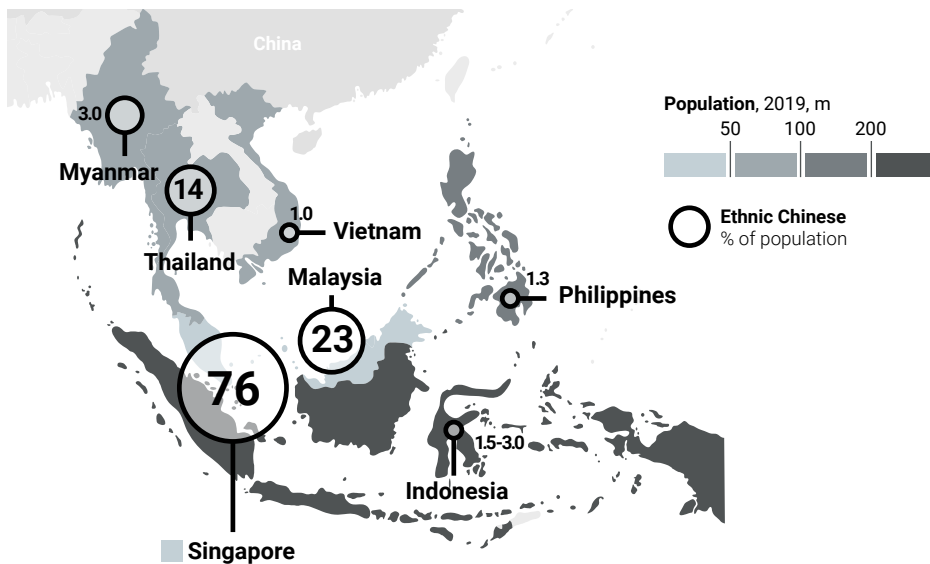 China
Population, 2019, m
50 100 200
Ethnic Chinese
% of population
3.0
Myanmar
14
Thailand
1.0
Vietnam
Malaysia
23
1.3
Philippines
76
1.5-3.0
Indonesia
Singapore